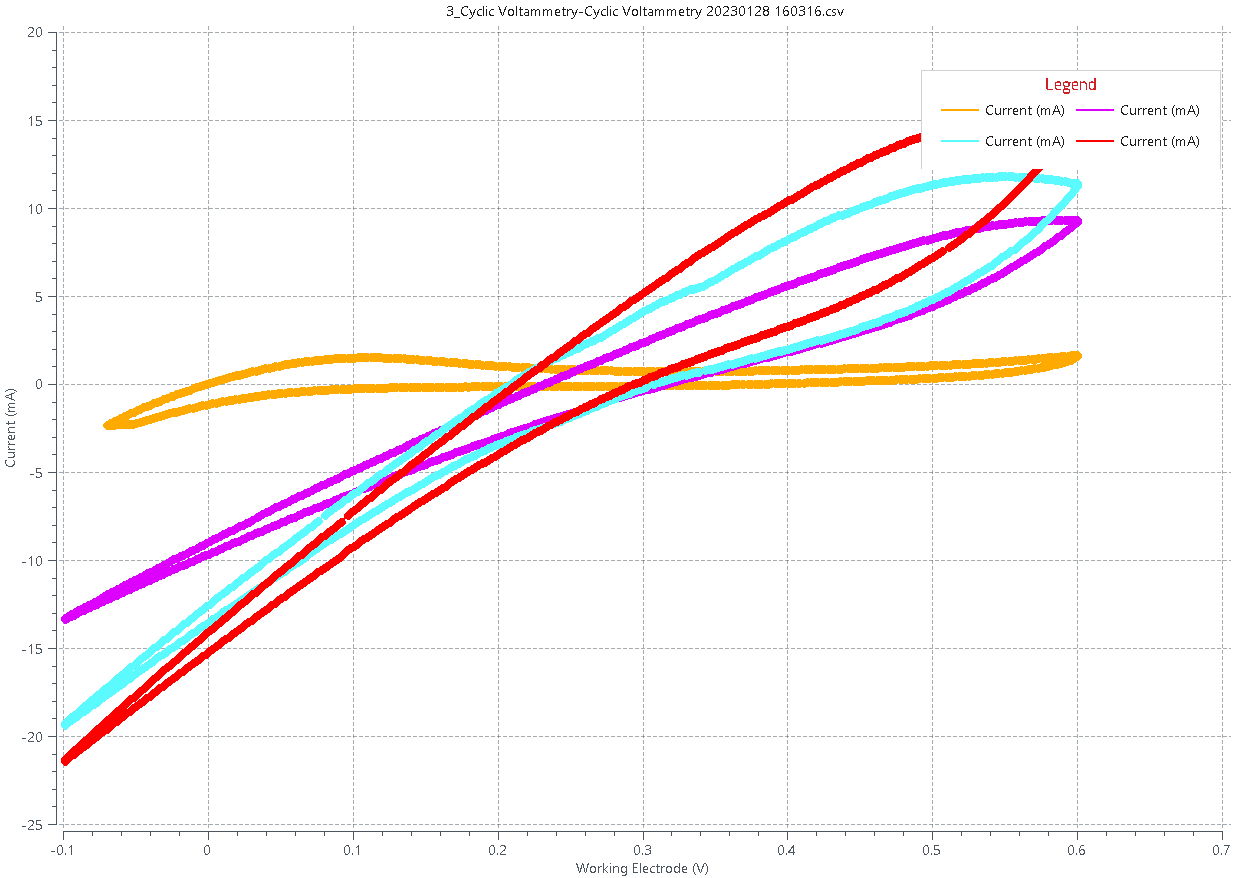 3_Cyclic Voltammetry-Cyclic Voltammetry 20230128 160316.csv
20
15
10
5
0
-5
-10
-15
-20
-25
Current (mA)
Legend
Current (mA) Current (mA)
Current (mA) Current (mA)
-0.1 0 0.1 0.2 0.3 0.4 0.5 0.6 0.7
Working Electrode (V)